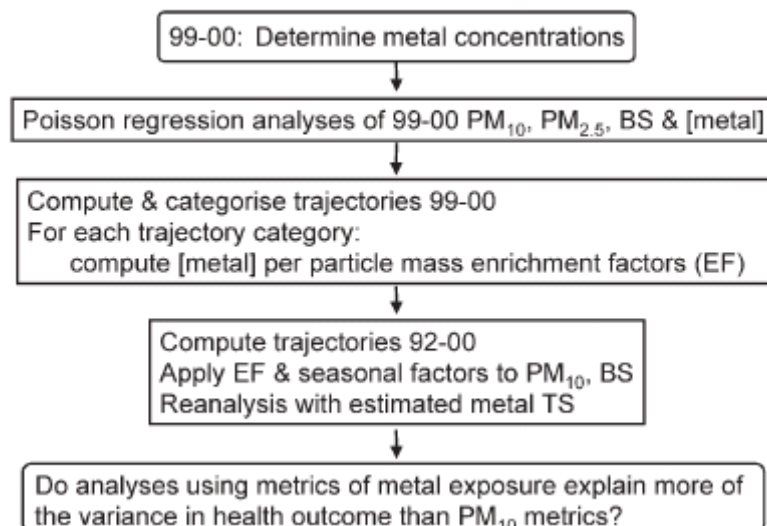 99-00: Determine metal concentrations
Poisson regression analyses of 99-00 PM₁₀, PM₂.₅, BS & [metal]
Compute & categorise trajectories 99-00
For each trajectory category:
compute [metal] per particle mass enrichment factors (EF)
Compute trajectories 92-00
Apply EF & seasonal factors to PM₁₀, BS
Reanalysis with estimated metal TS
Do analyses using metrics of metal exposure explain more of
the variance in health outcome than PM₁₀ metrics?